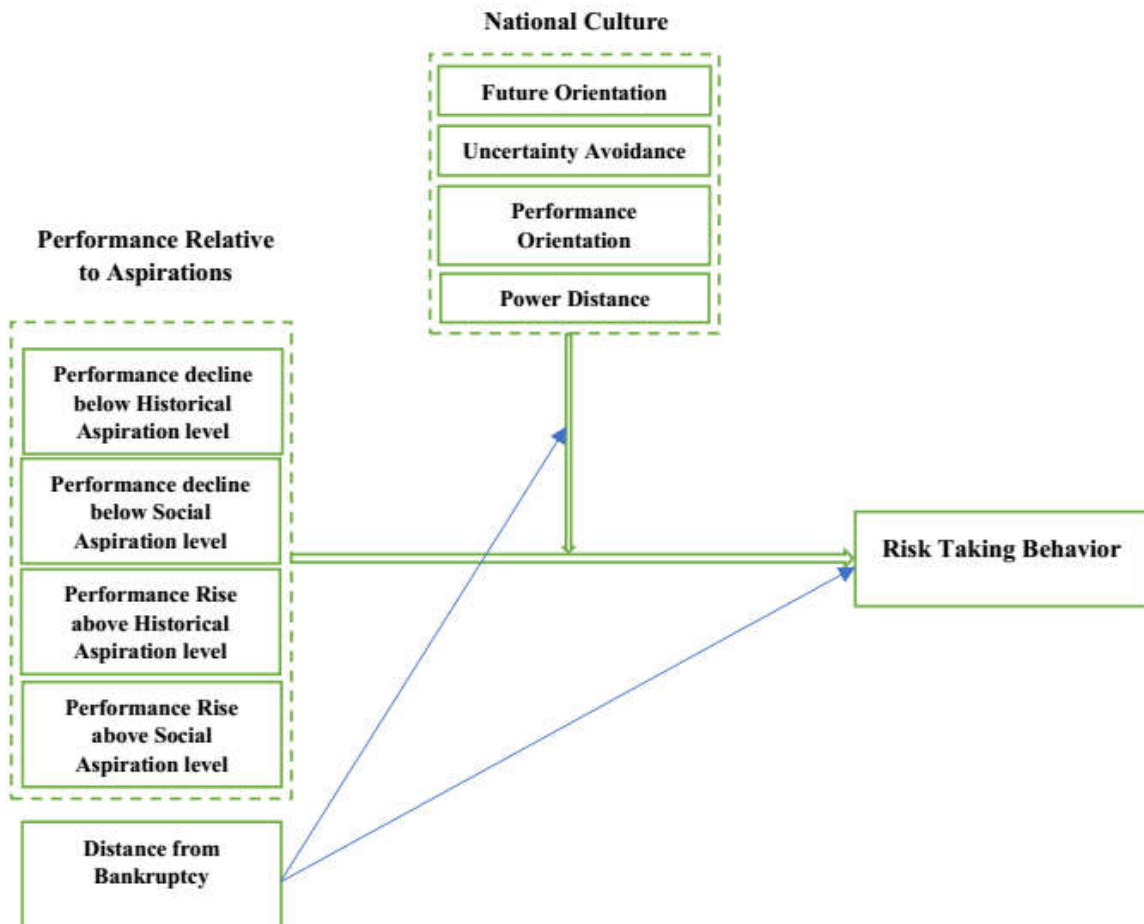 National Culture
Future Orientation
Uncertainty Avoidance
Performance
Orientation
Power Distance
Performance Relative
to Aspirations
Performance decline
below Historical
Aspiration level
Performance decline
below Social
Aspiration level
Performance Rise
above Historical
Aspiration level
Performance Rise
above Social
Aspiration level
Distance from
Bankruptcy
Risk Taking Behavior